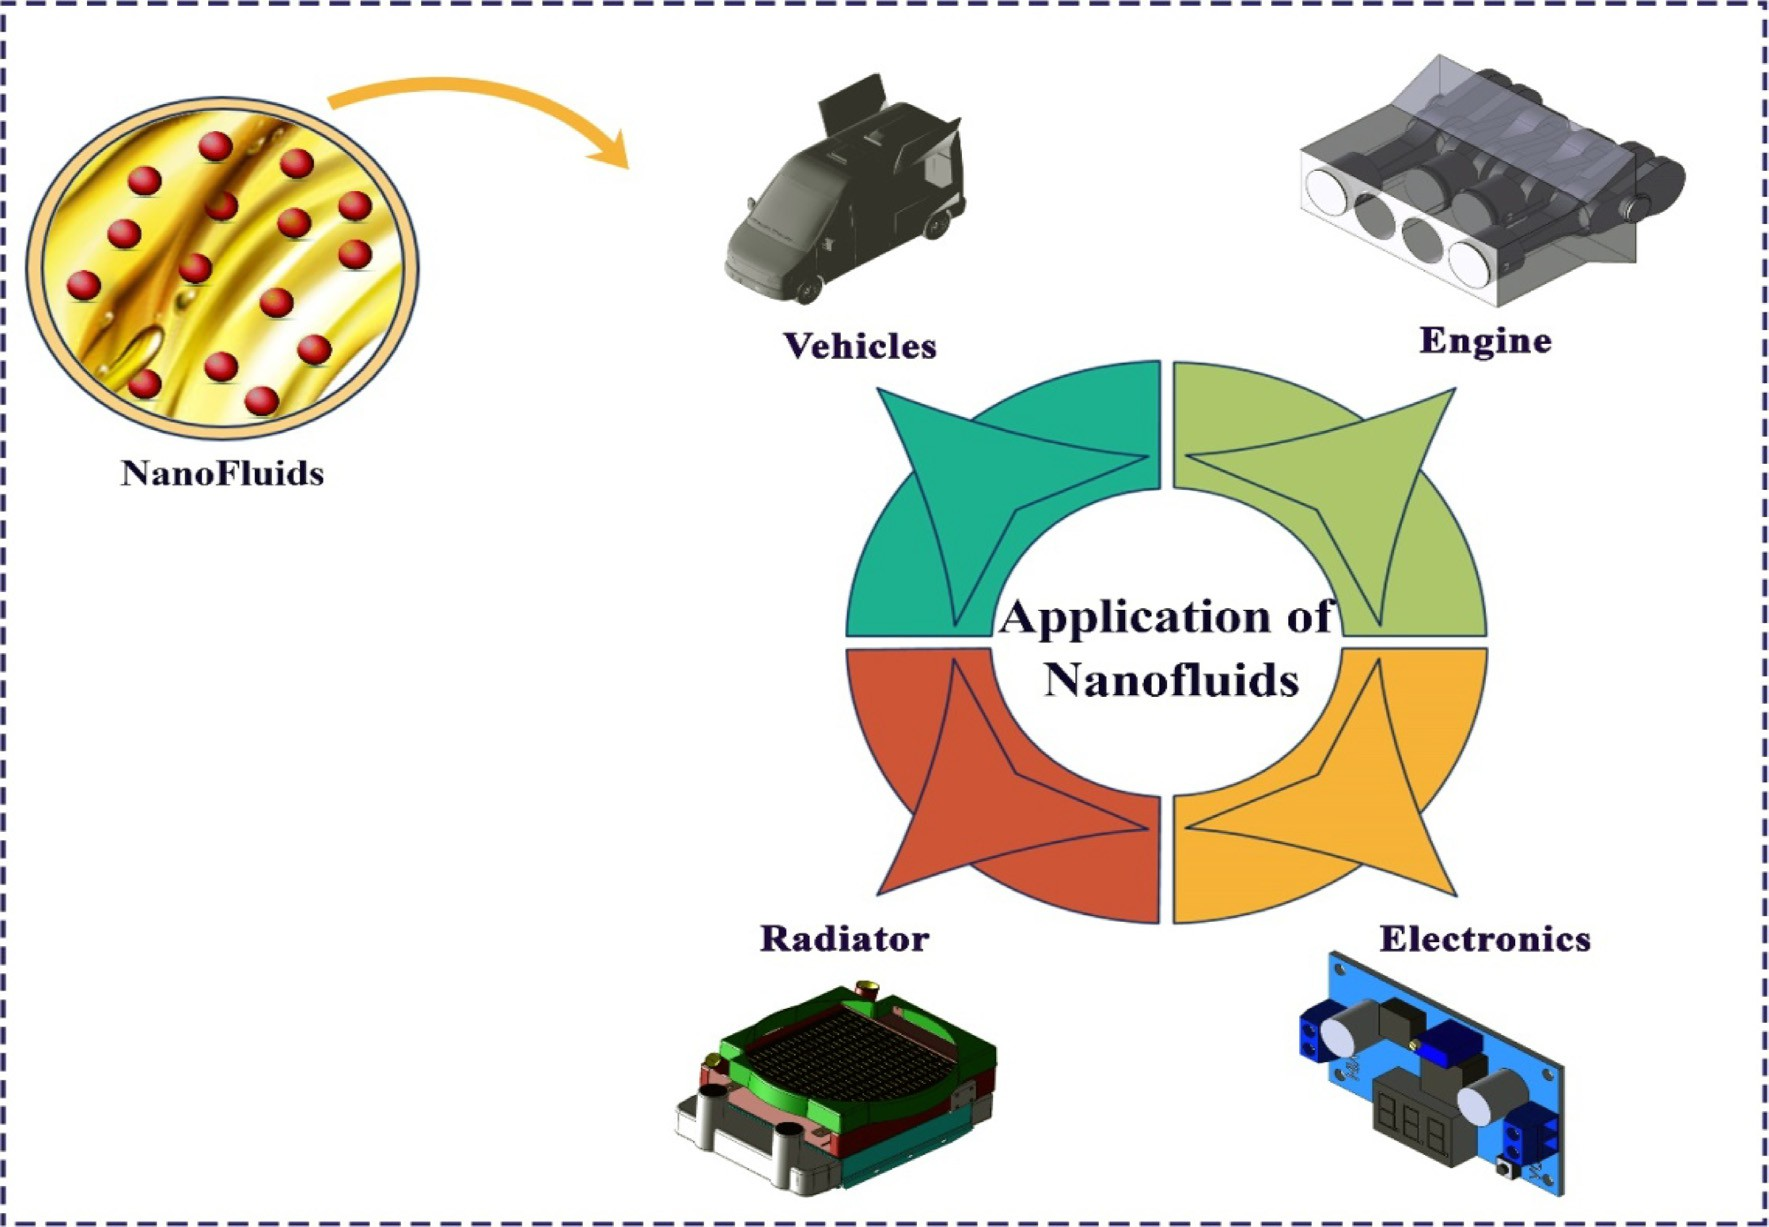 Vehicles
Engine
NanoFluids
Application of
Nanofluids
Radiator
Electronics